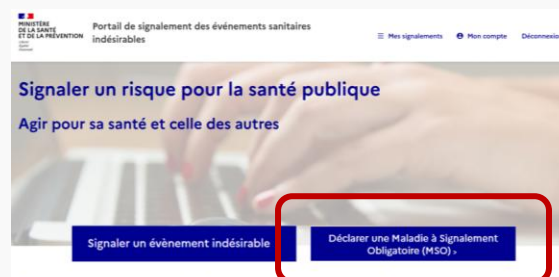 MINISTÈRE
DE LA SANTÉ
ET DE LA PRÉVENTION
Portail de signalement des événements sanitaires
indésirables
Mes signalements
Mon compte
Déconnexio
Signaler un risque pour la santé publique
Agir pour sa santé et celle des autres
Signaler un évènement indésirable
Déclarer une Maladie à Signalement
Obligatoire (MSO) ›